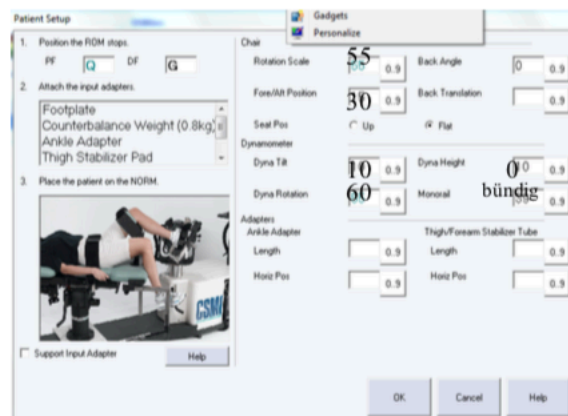 Gadgets
Personalize
Patient Setup
1. Position the ROM stops.
PF Q DF G
2. Attach the input adapters.
Footplate
Counterbalance Weight (0.8kg)
Ankle Adapter
Thigh Stabilizer Pad
3. Place the patient on the NORM.
CSMI
Support Input Adapter
Help
Chair
Rotation Scale 55 0.9 Back Angle 0 0.9
Fore/Aft Position 30 0.9 Back Translation 0.9
Seat Pos Up Flat
Dynamometer
Dyna Tilt 10 0.9 Dyna Height 0 0.9
Dyna Rotation 60 0.9 Monorail bündig 0.9
Adapters
Ankle Adapter Thigh/Forearm Stabilizer Tube
Length 0.9 Length 0.9
Horiz Pos 0.9 Horiz Pos 0.9
OK Cancel Help